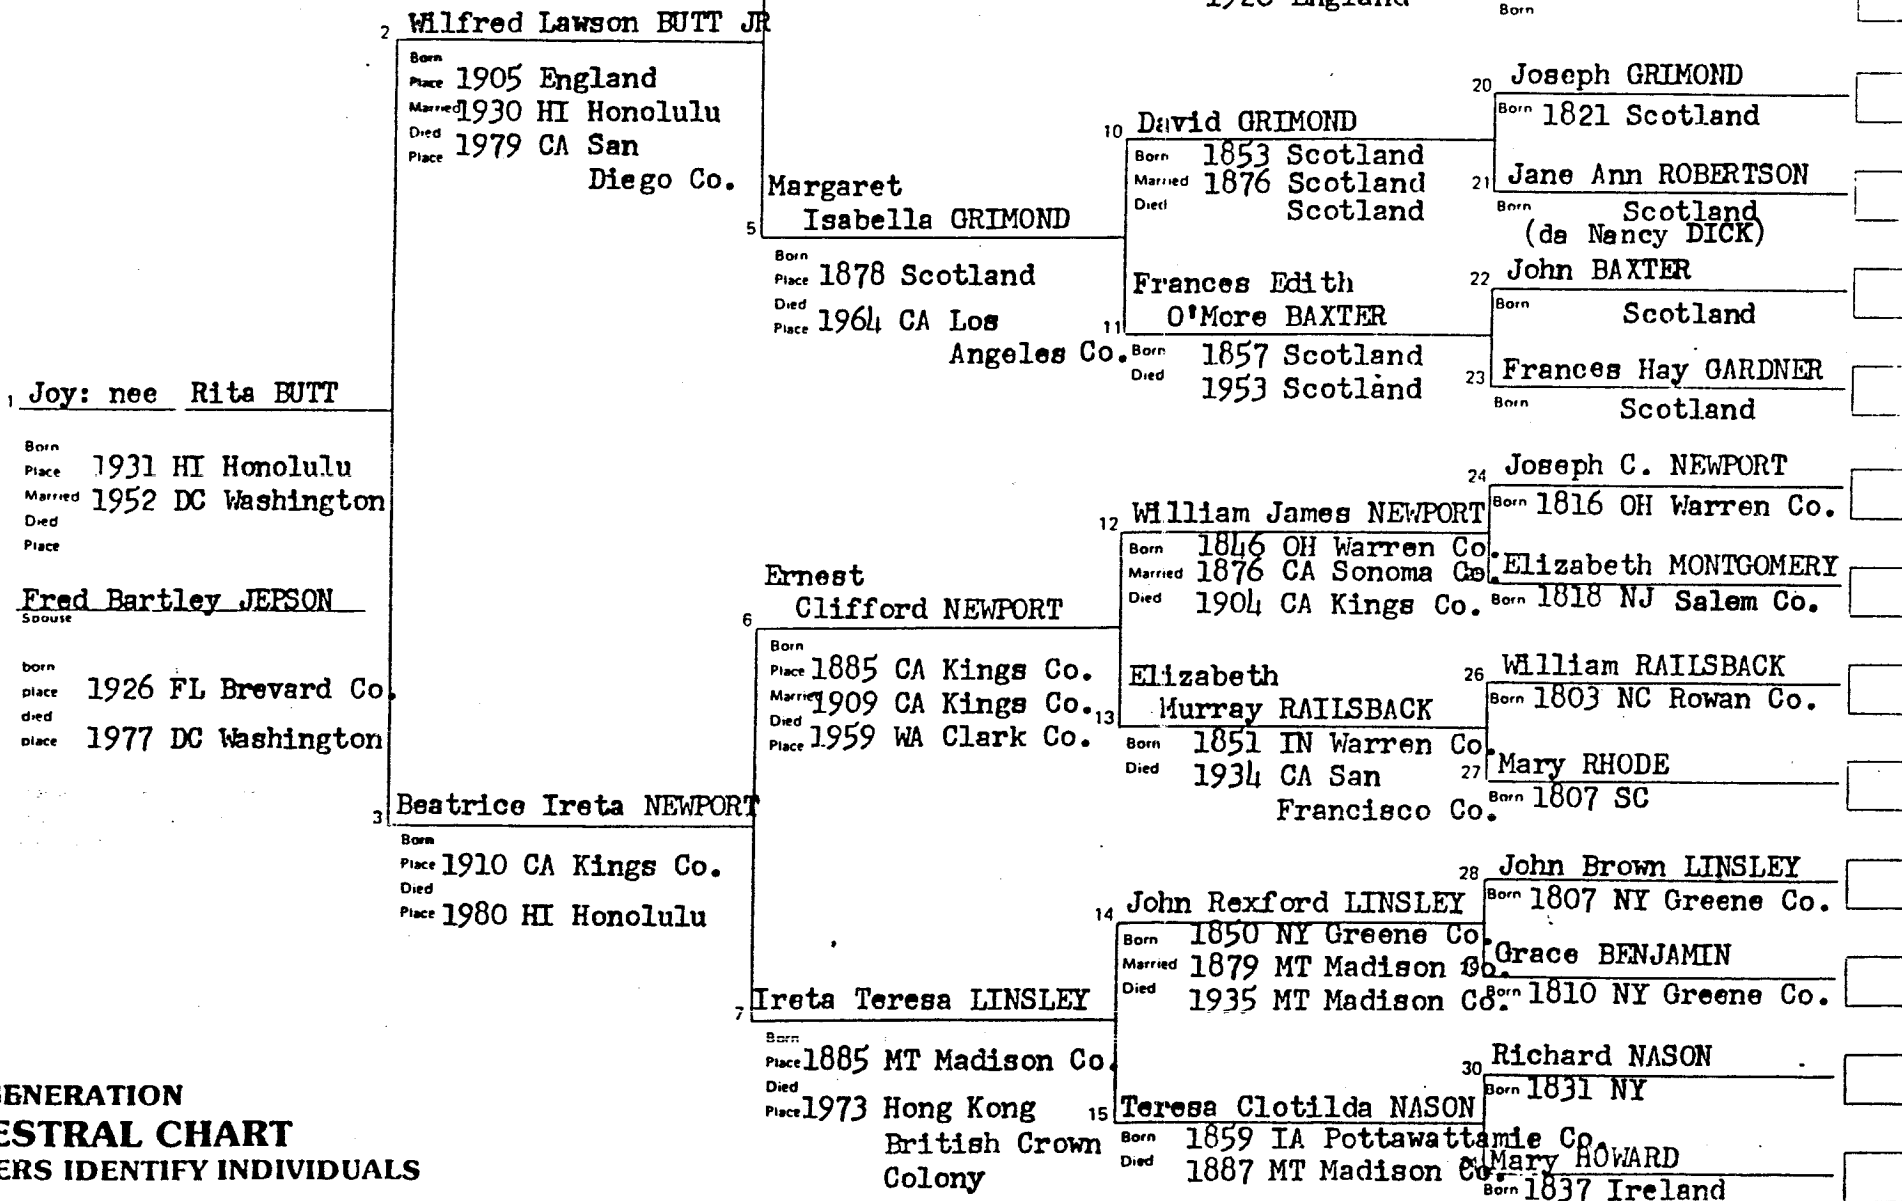 1926 England
Born
2 Wilfred Lawson BUTT JR
Born
Place 1905 England
Married 1930 HI Honolulu
Died
Place 1979 CA San
Diego Co.
1 Joy: nee Rita BUTT
Born
Place 1931 HI Honolulu
Married 1952 DC Washington
Died
Place
Fred Bartley JEPSON
Spouse
born
place 1926 FL Brevard Co.
died
place 1977 DC Washington
3 Beatrice Ireta NEWPORT
Born
Place 1910 CA Kings Co.
Died
Place 1980 HI Honolulu
Margaret
5 Isabella GRIMOND
Born
Place 1878 Scotland
Died
Place 1964 CA Los
Angeles Co.
Ernest
6 Clifford NEWPORT
Born
Place 1885 CA Kings Co.
Married 1909 CA Kings Co.
Died
Place 1959 WA Clark Co.
7 Ireta Teresa LINSLEY
Born
Place 1885 MT Madison Co.
Died
Place 1973 Hong Kong
British Crown
Colony
10 David GRIMOND
Born 1853 Scotland
Married 1876 Scotland
Died Scotland
Frances Edith
11 O'More BAXTER
Born 1857 Scotland
Died 1953 Scotland
12 William James NEWPORT
Born 1846 OH Warren Co.
Married 1876 CA Sonoma Co.
Died 1904 CA Kings Co.
Elizabeth
13 Murray RAILSBACK
Born 1851 IN Warren Co.
Died 1934 CA San
Francisco Co.
14 John Rexford LINSLEY
Born 1850 NY Greene Co.
Married 1879 MT Madison Co.
Died 1935 MT Madison Co.
15 Teresa Clotilda NASON
Born 1859 IA Pottawattamie Co.
Died 1887 MT Madison Co.
20 Joseph GRIMOND
Born 1821 Scotland
21 Jane Ann ROBERTSON
Born Scotland
(da Nancy DICK)
22 John BAXTER
Born Scotland
23 Frances Hay GARDNER
Born Scotland
24 Joseph C. NEWPORT
Born 1816 OH Warren Co.
Elizabeth MONTGOMERY
Born 1818 NJ Salem Co.
26 William RAILSBACK
Born 1803 NC Rowan Co.
27 Mary RHODE
Born 1807 SC
28 John Brown LINSLEY
Born 1807 NY Greene Co.
Grace BENJAMIN
Born 1810 NY Greene Co.
30 Richard NASON
Born 1831 NY
Mary HOWARD
Born 1837 Ireland
ENERATION
ESTRAL CHART
ERS IDENTIFY INDIVIDUALS